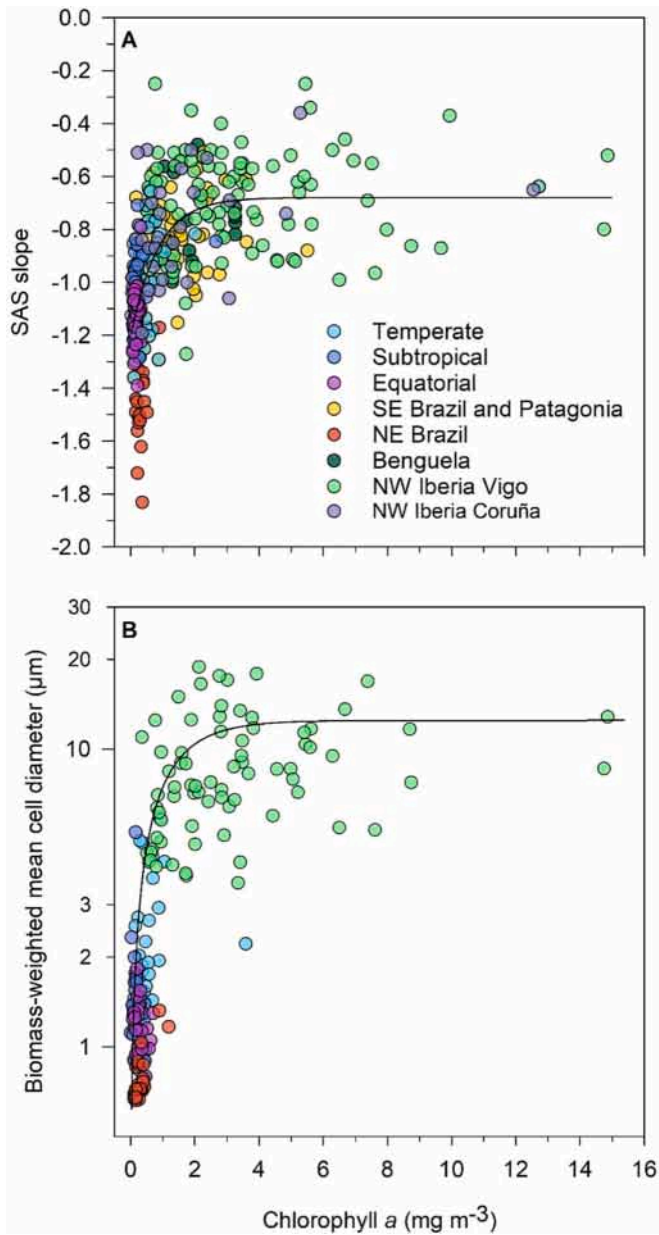 A
0.0
-0.2
-0.4
-0.6
-0.8
-1.0
-1.2
-1.4
-1.6
-1.8
-2.0
SAS slope
Temperate
Subtropical
Equatorial
SE Brazil and Patagonia
NE Brazil
Benguela
NW Iberia Vigo
NW Iberia Coruña
B
30
20
10
3
2
1
Biomass-weighted mean cell diameter (µm)
0 2 4 6 8 10 12 14 16
Chlorophyll a (mg m-3)